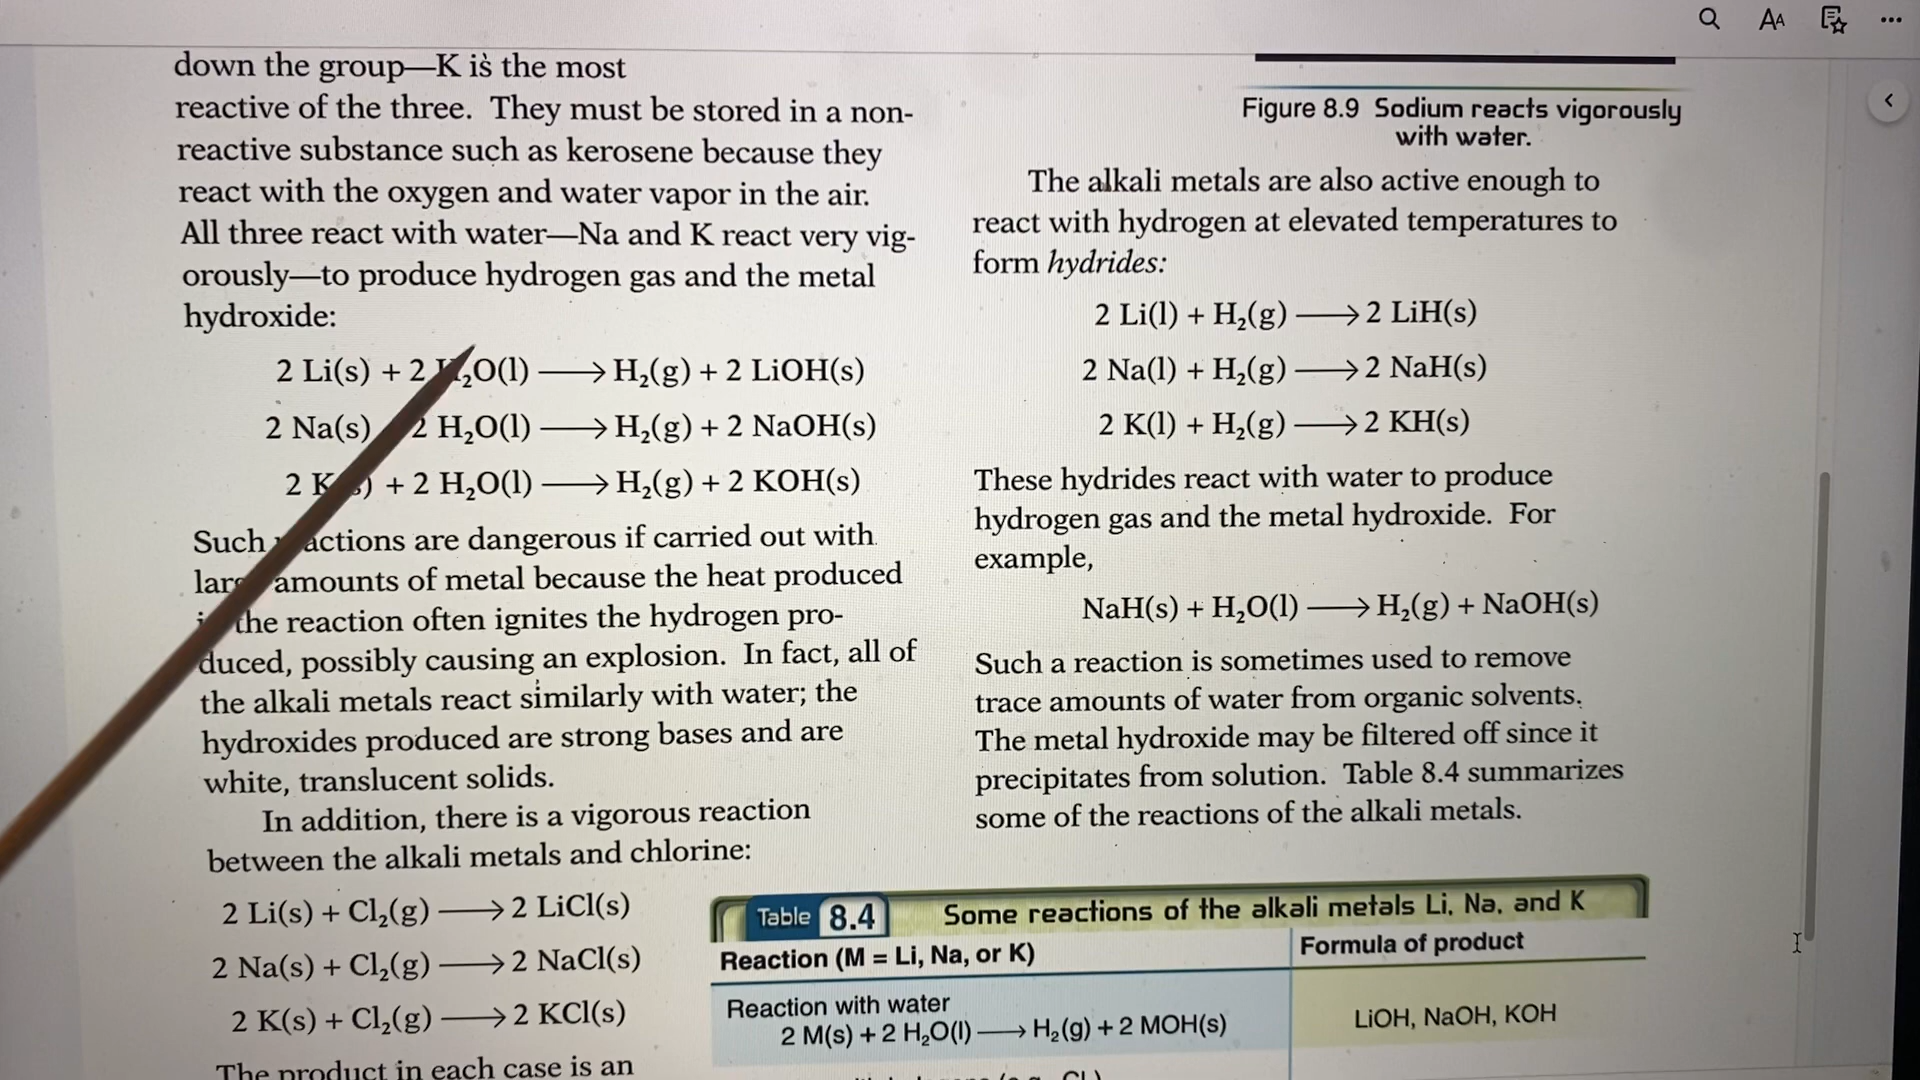 down the group—K is the most
reactive of the three. They must be stored in a non-
reactive substance such as kerosene because they
react with the oxygen and water vapor in the air.
All three react with water—Na and K react very vig-
orously—to produce hydrogen gas and the metal
hydroxide:
2 Li(s) + 2 H₂O(l) ⟶ H₂(g) + 2 LiOH(s)
2 Na(s) 2 H₂O(l) ⟶ H₂(g) + 2 NaOH(s)
2 K(s) + 2 H₂O(l) ⟶ H₂(g) + 2 KOH(s)
Such reactions are dangerous if carried out with
large amounts of metal because the heat produced
in the reaction often ignites the hydrogen pro-
duced, possibly causing an explosion. In fact, all of
the alkali metals react similarly with water; the
hydroxides produced are strong bases and are
white, translucent solids.
In addition, there is a vigorous reaction
between the alkali metals and chlorine:
2 Li(s) + Cl₂(g) ⟶ 2 LiCl(s)
2 Na(s) + Cl₂(g) ⟶ 2 NaCl(s)
2 K(s) + Cl₂(g) ⟶ 2 KCl(s)
The product in each case is an
Figure 8.9 Sodium reacts vigorously
with water.
The alkali metals are also active enough to
react with hydrogen at elevated temperatures to
form hydrides:
2 Li(l) + H₂(g) ⟶ 2 LiH(s)
2 Na(l) + H₂(g) ⟶ 2 NaH(s)
2 K(l) + H₂(g) ⟶ 2 KH(s)
These hydrides react with water to produce
hydrogen gas and the metal hydroxide. For
example,
NaH(s) + H₂O(l) ⟶ H₂(g) + NaOH(s)
Such a reaction is sometimes used to remove
trace amounts of water from organic solvents.
The metal hydroxide may be filtered off since it
precipitates from solution. Table 8.4 summarizes
some of the reactions of the alkali metals.
Table 8.4 Some reactions of the alkali metals Li, Na, and K
Reaction (M = Li, Na, or K) Formula of product
Reaction with water
2 M(s) + 2 H₂O(l) ⟶ H₂(g) + 2 MOH(s) LiOH, NaOH, KOH